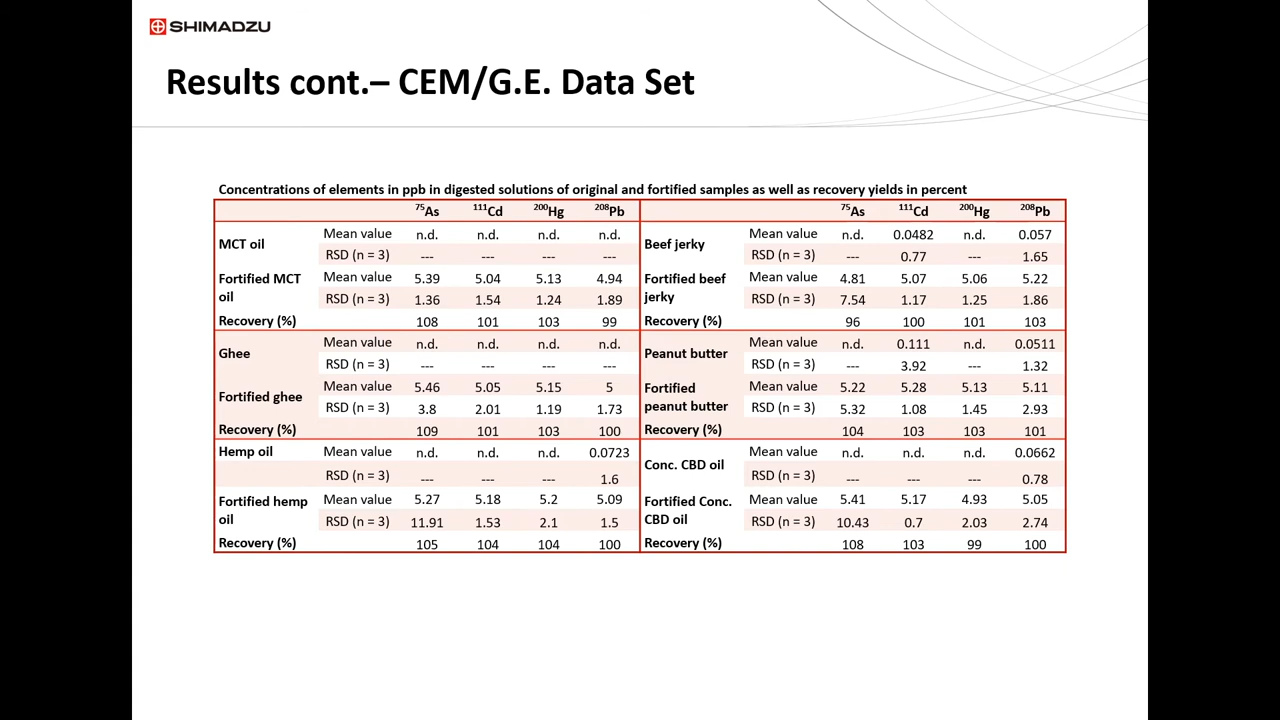 SHIMADZU
Results cont.– CEM/G.E. Data Set
Concentrations of elements in ppb in digested solutions of original and fortified samples as well as recovery yields in percent
75As 111Cd 200Hg 208Pb 75As 111Cd 200Hg 208Pb
MCT oil Mean value n.d. n.d. n.d. n.d. Beef jerky Mean value n.d. 0.0482 n.d. 0.057
RSD (n = 3) --- --- --- --- RSD (n = 3) --- 0.77 --- 1.65
Fortified MCT oil Mean value 5.39 5.04 5.13 4.94 Fortified beef jerky Mean value 4.81 5.07 5.06 5.22
RSD (n = 3) 1.36 1.54 1.24 1.89 RSD (n = 3) 7.54 1.17 1.25 1.86
Recovery (%) 108 101 103 99 Recovery (%) 96 100 101 103
Ghee Mean value n.d. n.d. n.d. n.d. Peanut butter Mean value n.d. 0.111 n.d. 0.0511
RSD (n = 3) --- --- --- --- RSD (n = 3) --- 3.92 --- 1.32
Fortified ghee Mean value 5.46 5.05 5.15 5 Fortified peanut butter Mean value 5.22 5.28 5.13 5.11
RSD (n = 3) 3.8 2.01 1.19 1.73 RSD (n = 3) 5.32 1.08 1.45 2.93
Recovery (%) 109 101 103 100 Recovery (%) 104 103 103 101
Hemp oil Mean value n.d. n.d. n.d. 0.0723 Conc. CBD oil Mean value n.d. n.d. n.d. 0.0662
RSD (n = 3) --- --- --- 1.6 RSD (n = 3) --- --- --- 0.78
Fortified hemp oil Mean value 5.27 5.18 5.2 5.09 Fortified Conc. CBD oil Mean value 5.41 5.17 4.93 5.05
RSD (n = 3) 11.91 1.53 2.1 1.5 RSD (n = 3) 10.43 0.7 2.03 2.74
Recovery (%) 105 104 104 100 Recovery (%) 108 103 99 100